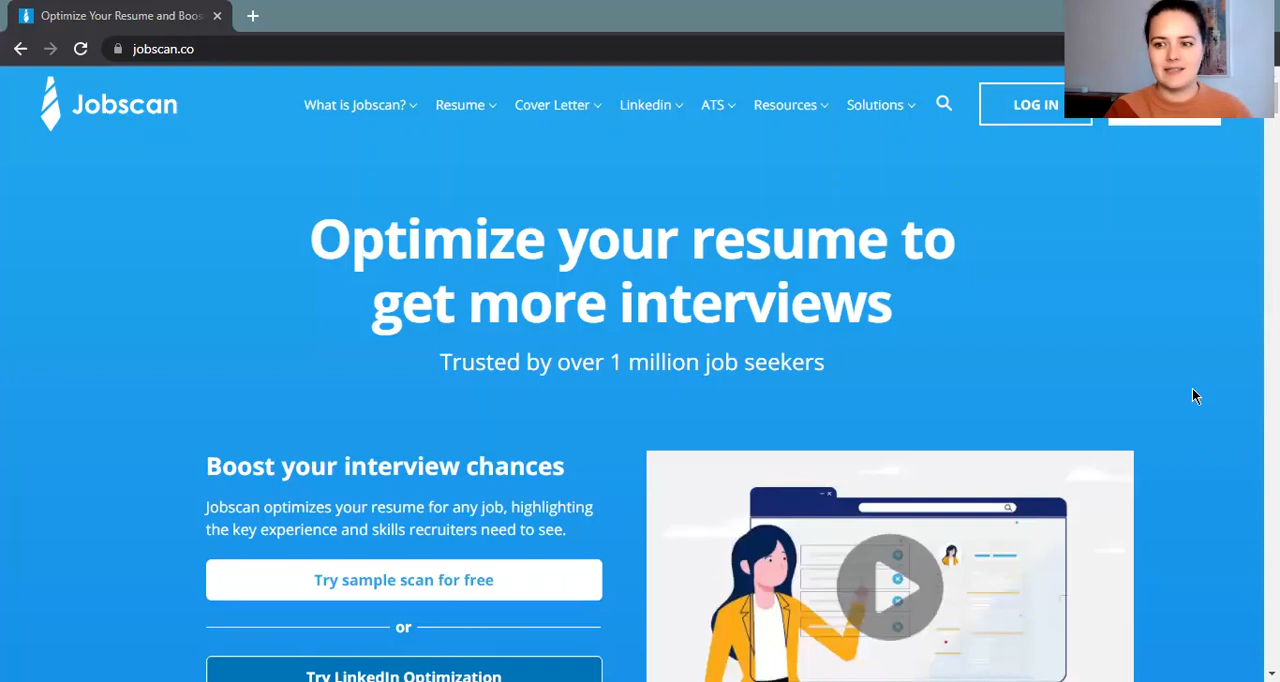 Optimize Your Resume and Boos
jobscan.co
Jobscan
What is Jobscan? Resume Cover Letter Linkedin ATS Resources Solutions LOG IN
Optimize your resume to
get more interviews
Trusted by over 1 million job seekers
Boost your interview chances
Jobscan optimizes your resume for any job, highlighting
the key experience and skills recruiters need to see.
Try sample scan for free
or
Try LinkedIn Optimization